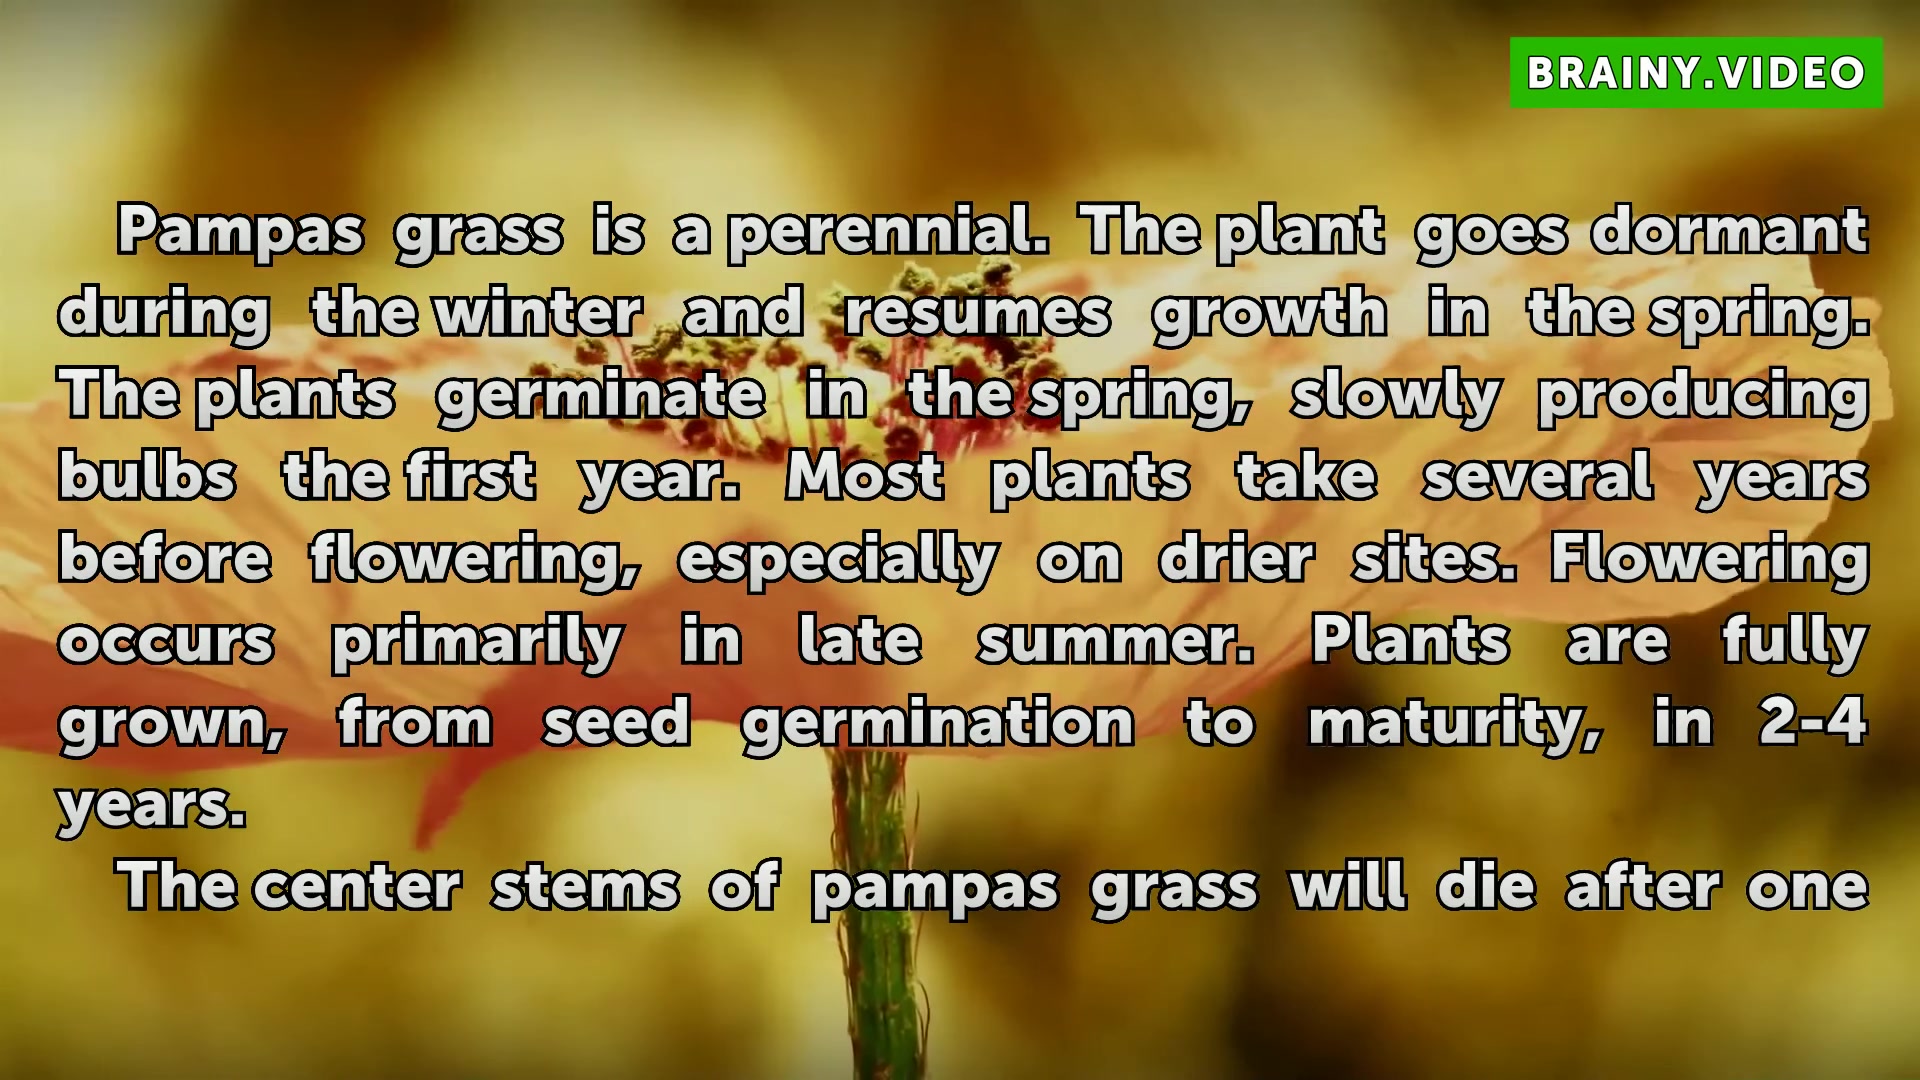 BRAINY.VIDEO
Pampas grass is a perennial. The plant goes dormant
during the winter and resumes growth in the spring.
The plants germinate in the spring, slowly producing
bulbs the first year. Most plants take several years
before flowering, especially on drier sites. Flowering
occurs primarily in late summer. Plants are fully
grown, from seed germination to maturity, in 2-4
years.
The center stems of pampas grass will die after one